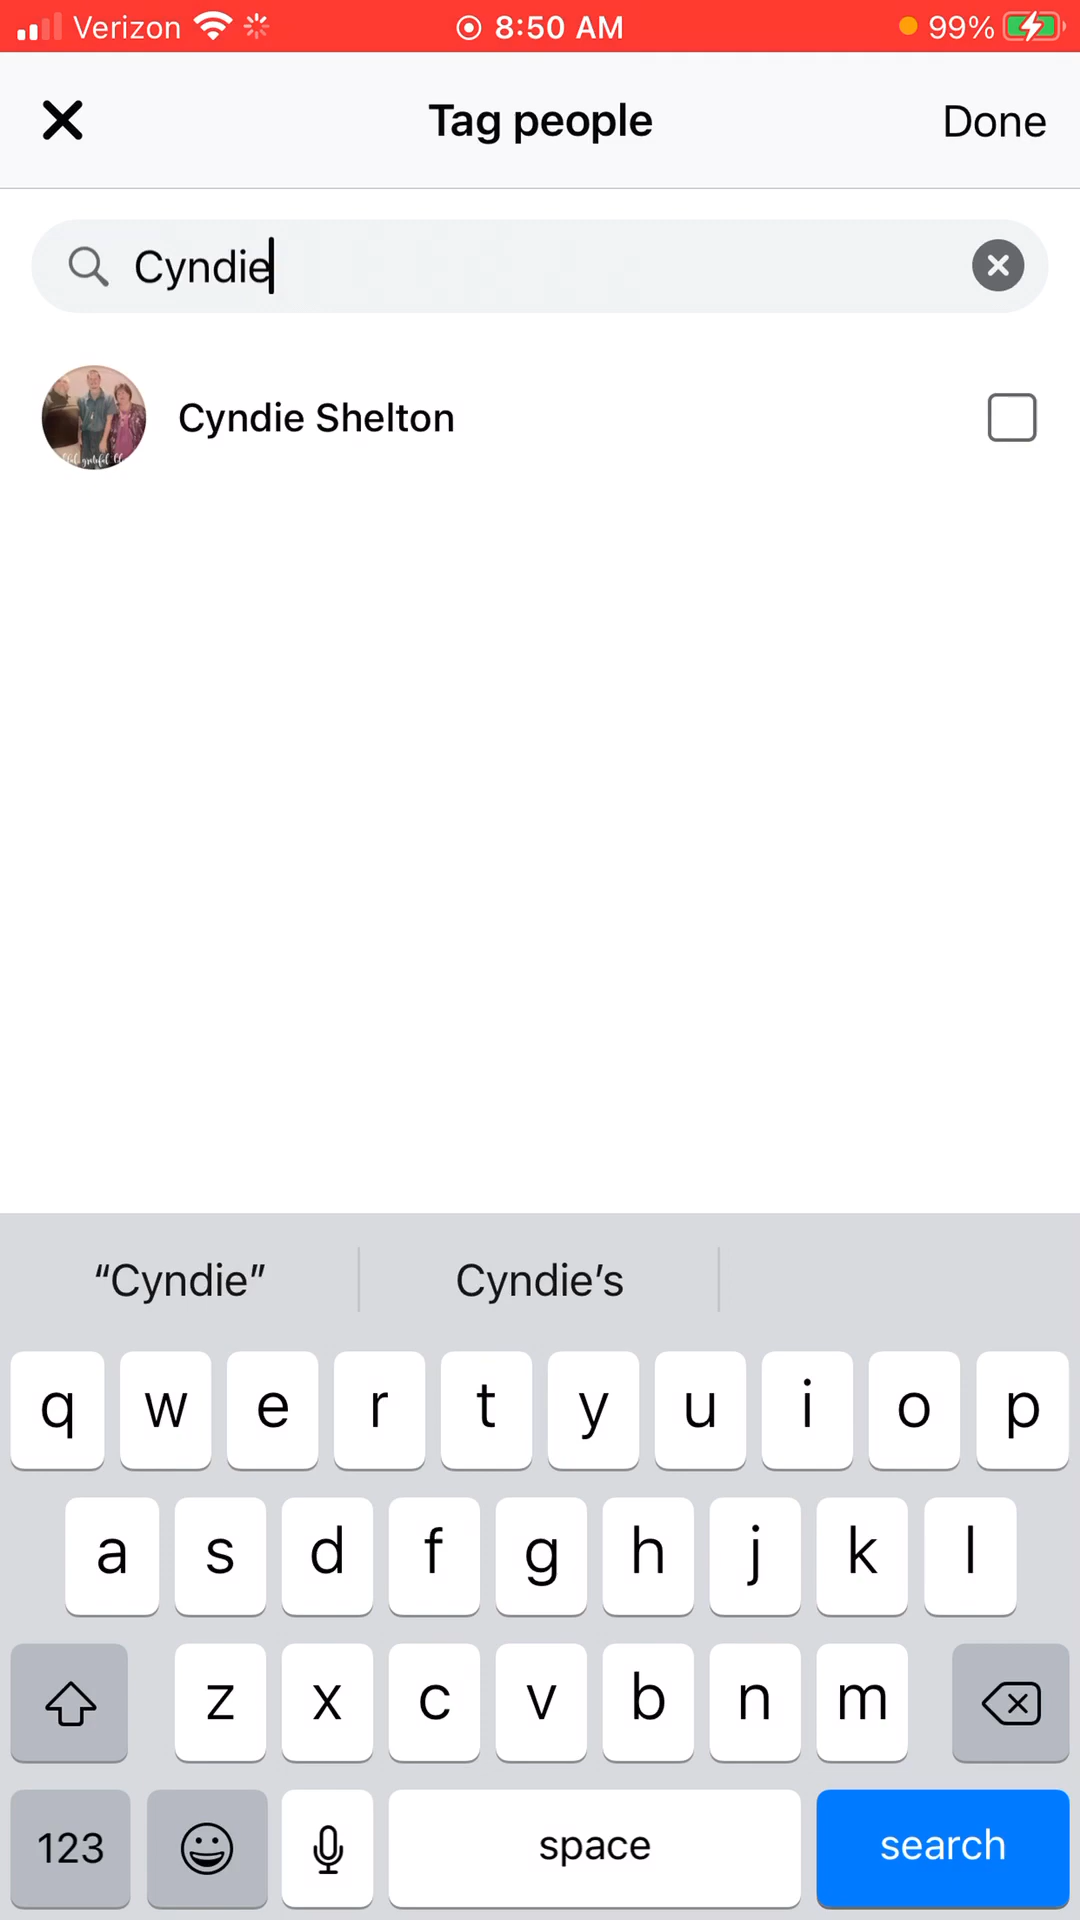 Verizon 8:50 AM 99%
Tag people Done
Cyndie
Cyndie Shelton
“Cyndie” Cyndie’s
q w e r t y u i o p
a s d f g h j k l
z x c v b n m
123 space search